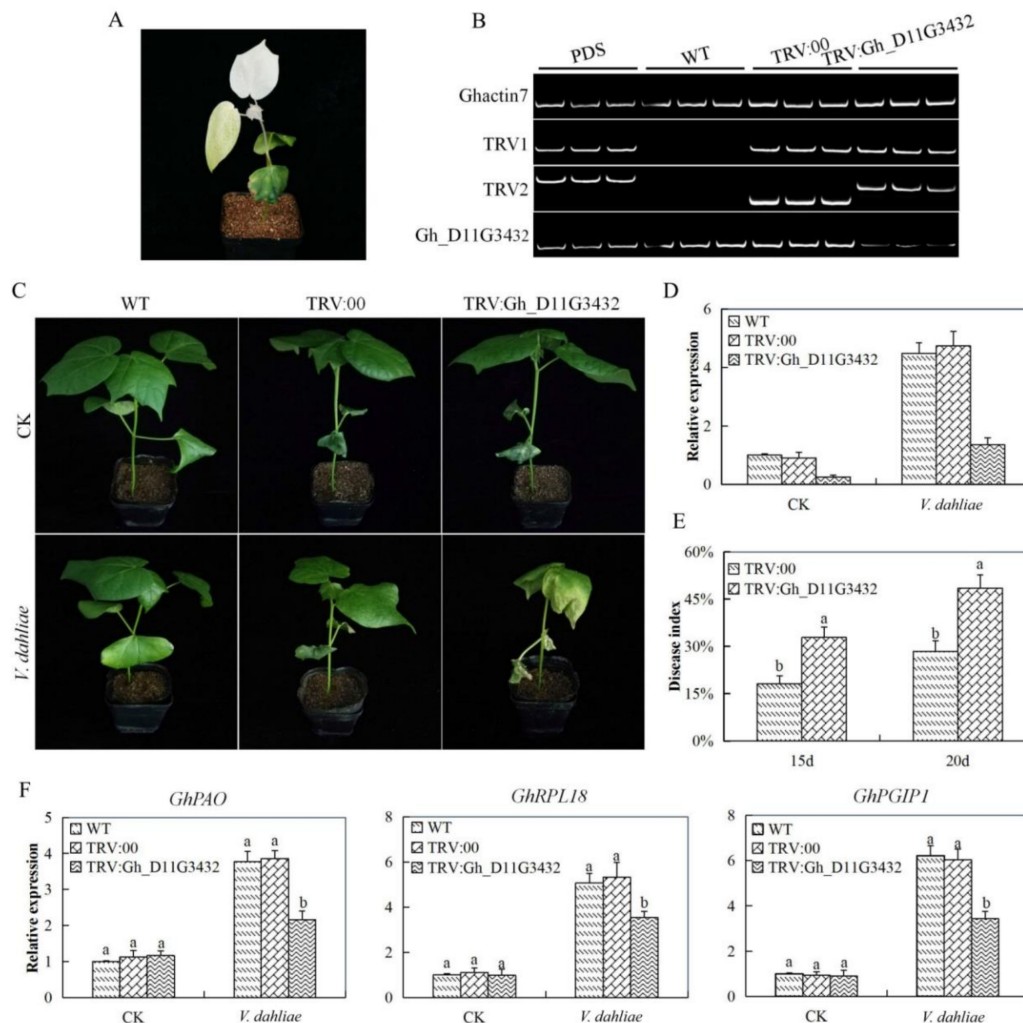 A
B
PDS WT TRV:00 TRV:Gh_D11G3432
Ghactin7
TRV1
TRV2
Gh_D11G3432
C
WT TRV:00 TRV:Gh_D11G3432
CK
V. dahliae
D
Relative expression
6
4
2
0
WT
TRV:00
TRV:Gh_D11G3432
CK V. dahliae
E
Disease index
60%
45%
30%
15%
0%
TRV:00
TRV:Gh_D11G3432
b a b a
15d 20d
F
GhPAO
Relative expression
5
4
3
2
1
0
WT
TRV:00
TRV:Gh_D11G3432
a a a a a b
CK V. dahliae
GhRPL18
8
6
4
2
0
WT
TRV:00
TRV:Gh_D11G3432
a a a a a b
CK V. dahliae
GhPGIP1
8
6
4
2
0
WT
TRV:00
TRV:Gh_D11G3432
a a a a a b
CK V. dahliae